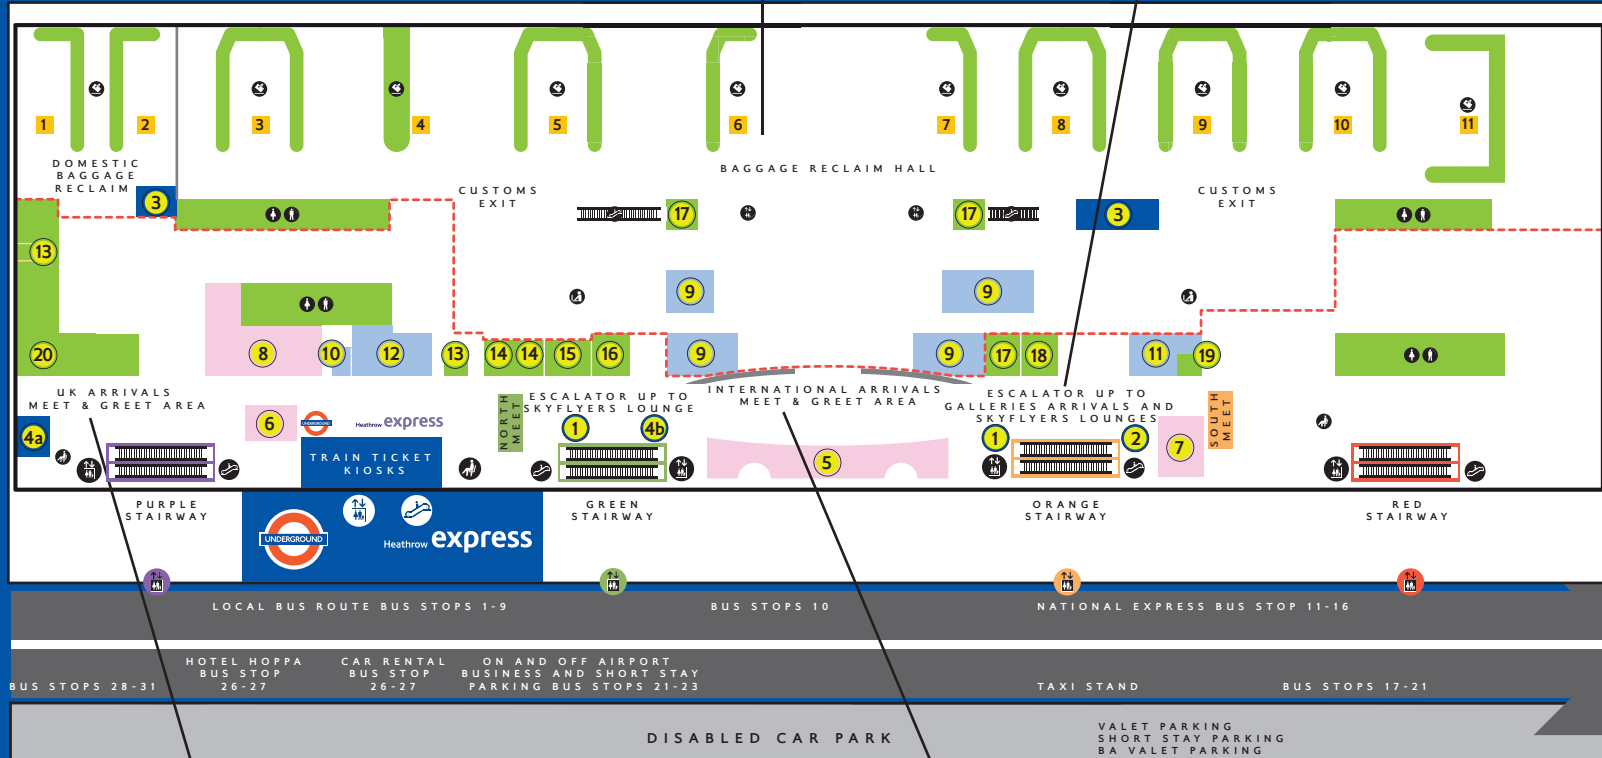 1
2
3
4
5
6
7
8
9
10
11
DOMESTIC
BAGGAGE
RECLAIM
BAGGAGE RECLAIM HALL
CUSTOMS
EXIT
CUSTOMS
EXIT
3
17
17
3
13
9
9
20
8
10
12
13
14
14
15
16
9
9
17
18
11
19
UK ARRIVALS
MEET & GREET AREA
ESCALATOR UP TO
SKYFLYERS LOUNGE
INTERNATIONAL ARRIVALS
MEET & GREET AREA
ESCALATOR UP TO
GALLERIES ARRIVALS AND
SKYFLYERS LOUNGES
NORTH
MEET
SOUTH
MEET
4a
6
UNDERGROUND
Heathrow express
1
4b
5
1
2
7
TRAIN TICKET
KIOSKS
PURPLE
STAIRWAY
GREEN
STAIRWAY
ORANGE
STAIRWAY
RED
STAIRWAY
UNDERGROUND
Heathrow express
LOCAL BUS ROUTE BUS STOPS 1-9
BUS STOPS 10
NATIONAL EXPRESS BUS STOP 11-16
BUS STOPS 28-31
HOTEL HOPPA
BUS STOP
26-27
CAR RENTAL
BUS STOP
26-27
ON AND OFF AIRPORT
BUSINESS AND SHORT STAY
PARKING BUS STOPS 21-23
TAXI STAND
BUS STOPS 17-21
DISABLED CAR PARK
VALET PARKING
SHORT STAY PARKING
BA VALET PARKING